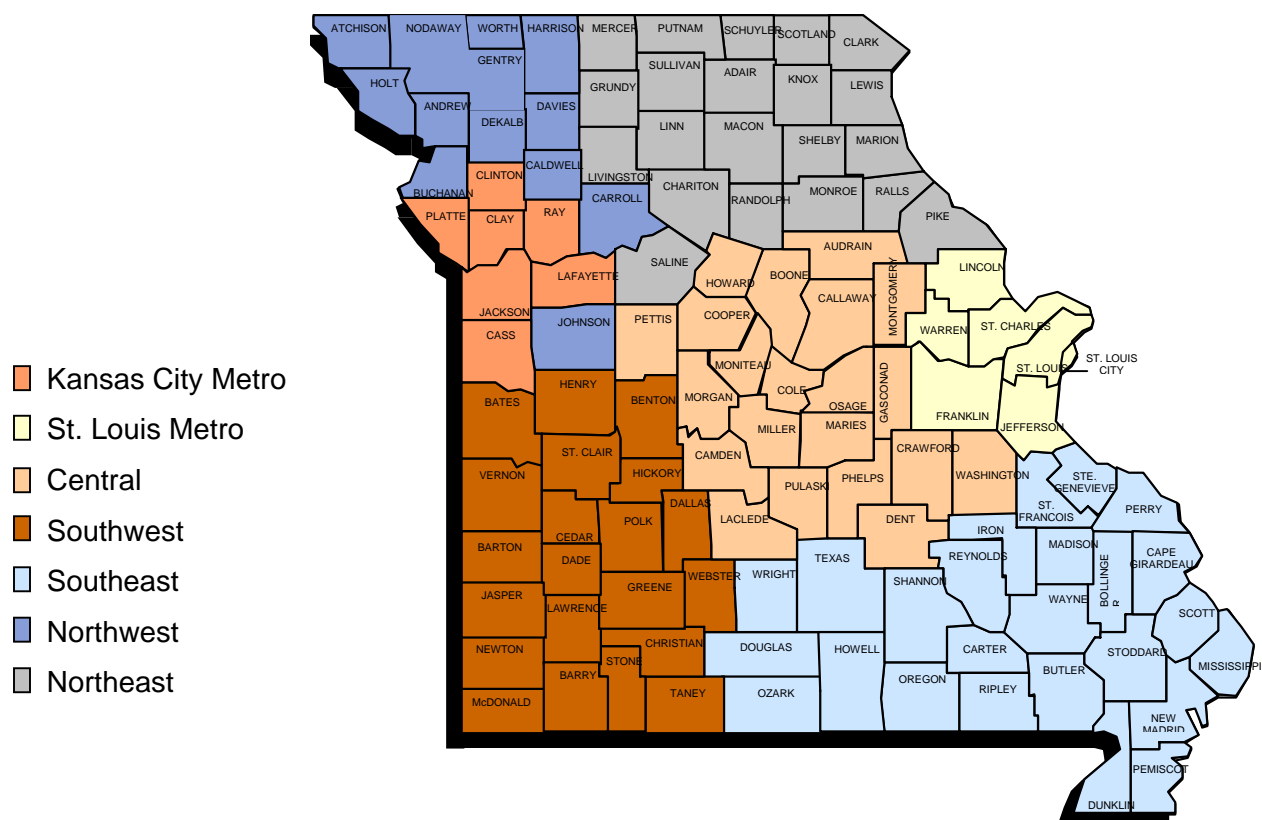 ATCHISON
NODAWAY
WORTH
HARRISON
MERCER
PUTNAM
SCHUYLER
SCOTLAND
CLARK
GENTRY
SULLIVAN
ADAIR
KNOX
LEWIS
HOLT
GRUNDY
ANDREW
DEKALB
DAVIES
LINN
MACON
SHELBY
MARION
CALDWELL
CLINTON
LIVINGSTON
BUCHANAN
CARROLL
CHARITON
RANDOLPH
MONROE
RALLS
PLATTE
CLAY
RAY
PIKE
AUDRAIN
SALINE
LAFAYETTE
HOWARD
BOONE
CALLAWAY
MONTGOMERY
LINCOLN
JACKSON
JOHNSON
PETTIS
COOPER
WARREN
ST. CHARLES
CASS
MONITEAU
ST. LOUIS
ST. LOUIS
CITY
Kansas City Metro
HENRY
BENTON
MORGAN
COLE
OSAGE
GASCONAD
BATES
FRANKLIN
JEFFERSON
St. Louis Metro
MILLER
MARIES
ST. CLAIR
CAMDEN
CRAWFORD
WASHINGTON
VERNON
HICKORY
PULASKI
PHELPS
STE.
GENEVIEVE
Central
DALLAS
LACLEDE
DENT
ST.
FRANCOIS
PERRY
Southwest
CEDAR
POLK
IRON
BARTON
DADE
WEBSTER
WRIGHT
TEXAS
REYNOLDS
MADISON
BOLLINGE
R
CAPE
GIRARDEAU
Southeast
JASPER
LAWRENCE
GREENE
SHANNON
WAYNE
SCOTT
Northwest
NEWTON
CHRISTIAN
DOUGLAS
HOWELL
CARTER
STODDARD
MISSISSIPPI
Northeast
BARRY
STONE
TANEY
OZARK
OREGON
RIPLEY
BUTLER
McDONALD
NEW
MADRID
PEMISCOT
DUNKLIN